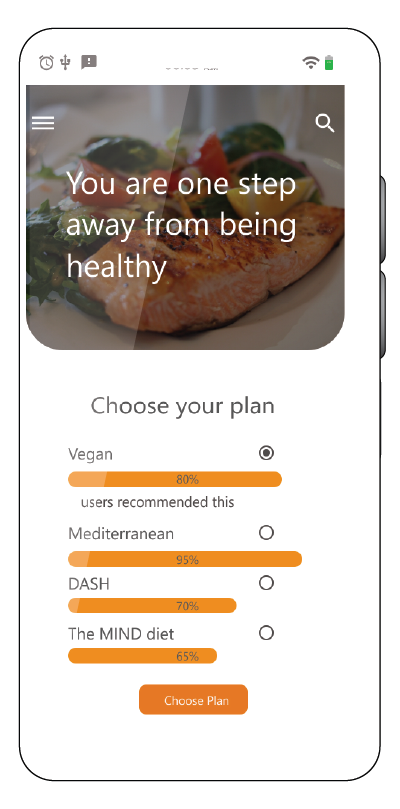 You are one step
away from being
healthy
Choose your plan
Vegan
80%
users recommended this
Mediterranean
95%
DASH
70%
The MIND diet
65%
Choose Plan